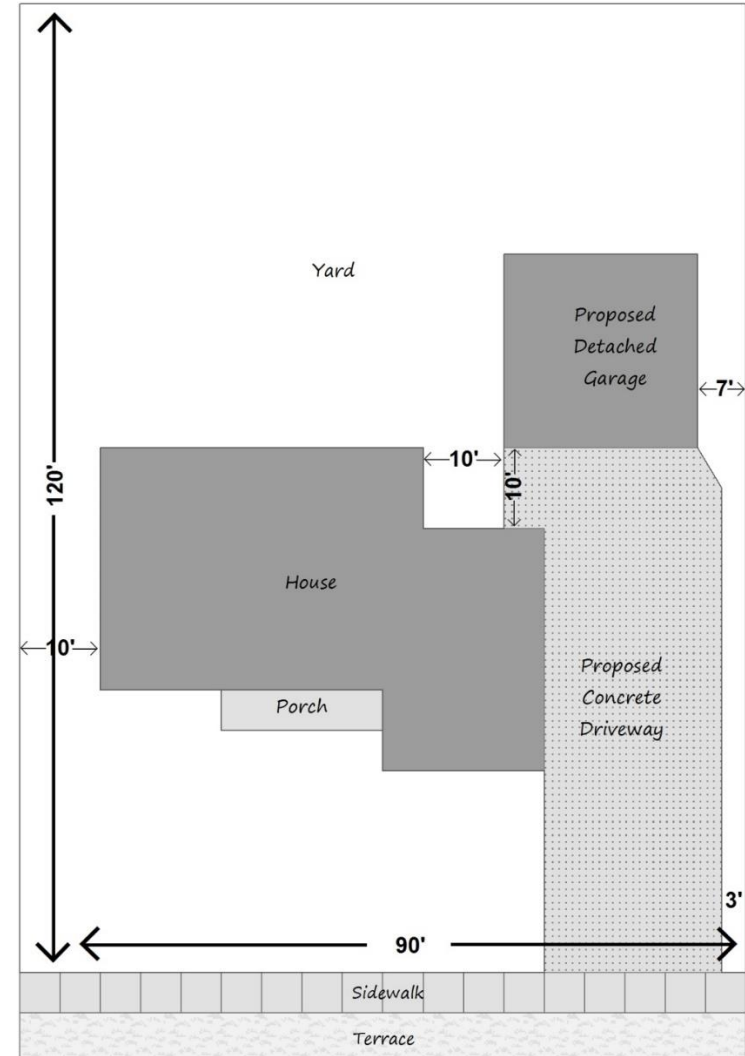 Yard
Proposed
Detached
Garage
7'
10'
10'
120'
House
10'
Proposed
Concrete
Driveway
Porch
3'
90'
Sidewalk
Terrace